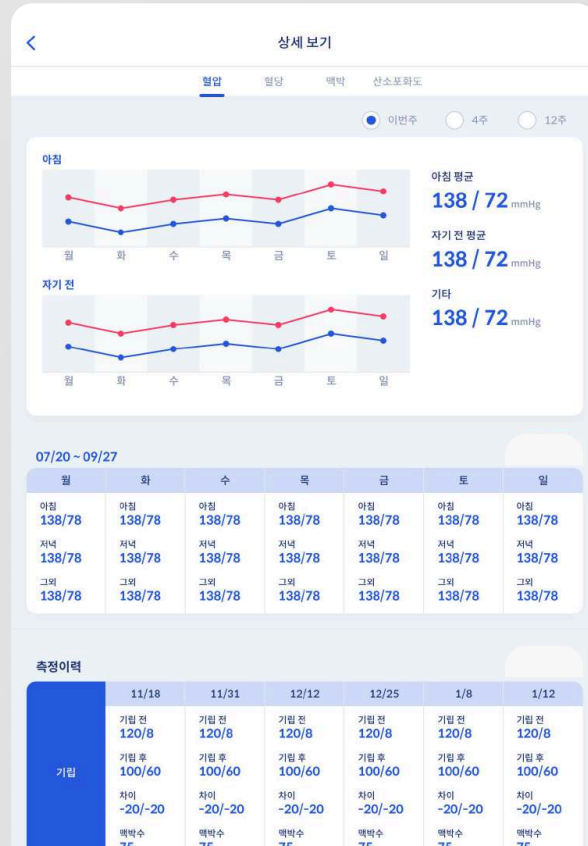 상세 보기
혈압 혈당 맥박 산소포화도
이번주 4주 12주
아침
월 화 수 목 금 토 일
자기 전
월 화 수 목 금 토 일
아침 평균
138 / 72 mmHg
자기 전 평균
138 / 72 mmHg
기타
138 / 72 mmHg
07/20 ~ 09/27
월 화 수 목 금 토 일
아침 아침 아침 아침 아침 아침 아침
138/78 138/78 138/78 138/78 138/78 138/78 138/78
저녁 저녁 저녁 저녁 저녁 저녁 저녁
138/78 138/78 138/78 138/78 138/78 138/78 138/78
그외 그외 그외 그외 그외 그외 그외
138/78 138/78 138/78 138/78 138/78 138/78 138/78
측정이력
11/18 11/31 12/12 12/25 1/8 1/12
기립 전 기립 전 기립 전 기립 전 기립 전 기립 전
120/8 120/8 120/8 120/8 120/8 120/8
기립
기립 후 기립 후 기립 후 기립 후 기립 후 기립 후
100/60 100/60 100/60 100/60 100/60 100/60
차이 차이 차이 차이 차이 차이
-20/-20 -20/-20 -20/-20 -20/-20 -20/-20 -20/-20
맥박수 맥박수 맥박수 맥박수 맥박수 맥박수